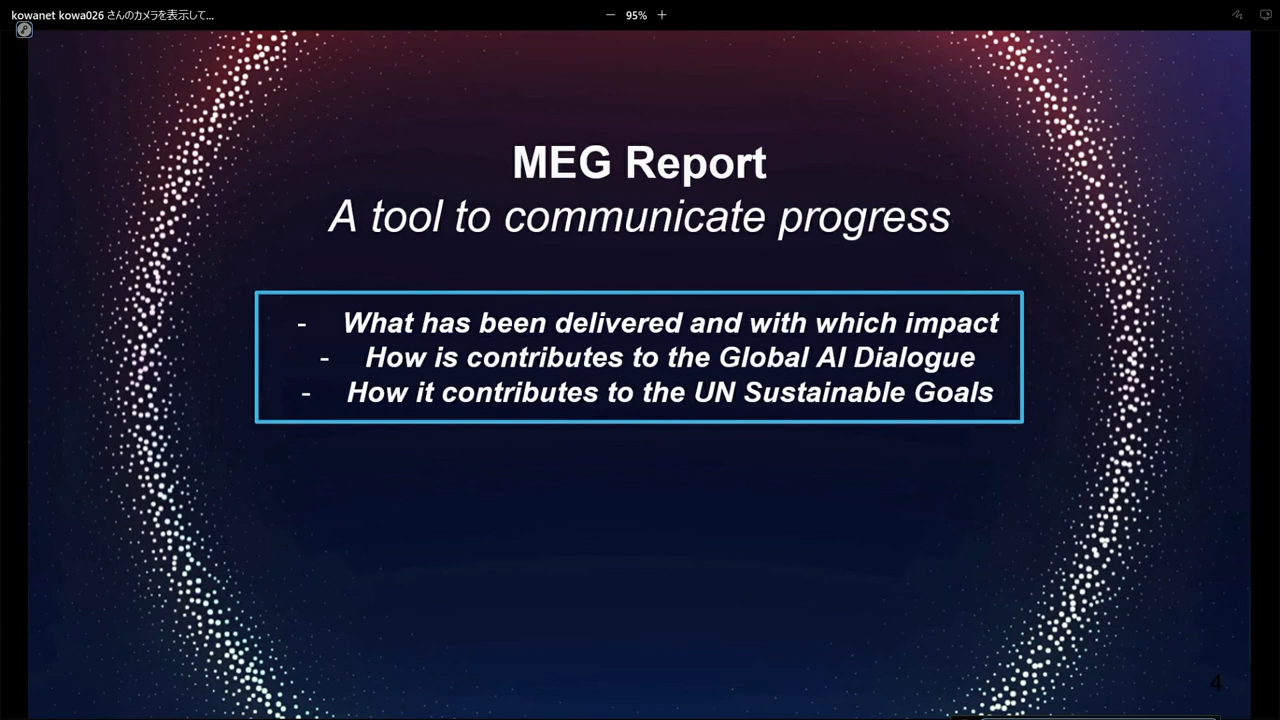 kowanet kowa026 さんのカメラを表示して...
95%
MEG Report
A tool to communicate progress
- What has been delivered and with which impact
- How is contributes to the Global AI Dialogue
- How it contributes to the UN Sustainable Goals
4